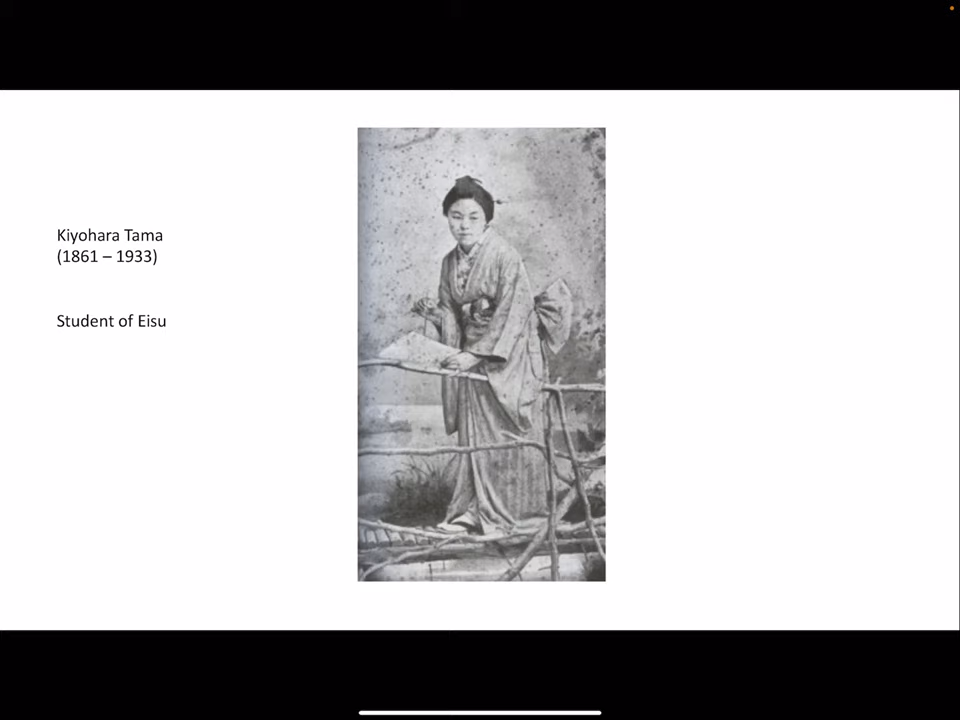 Kiyohara Tama
(1861 – 1933)
Student of Eisu